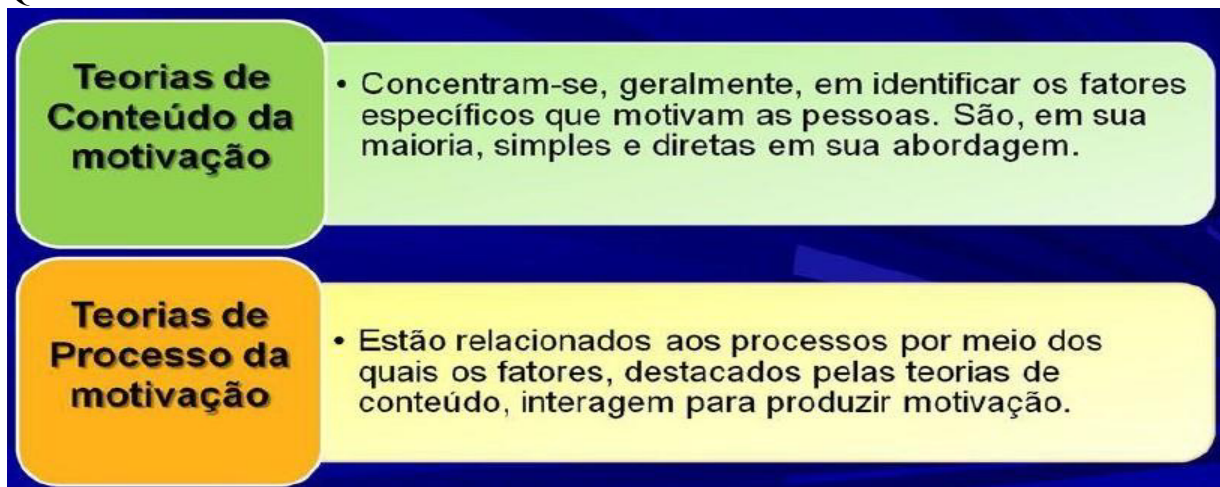 Teorias de
Conteúdo da
motivação
• Concentram-se, geralmente, em identificar os fatores
específicos que motivam as pessoas. São, em sua
maioria, simples e diretas em sua abordagem.
Teorias de
Processo da
motivação
• Estão relacionados aos processos por meio dos
quais os fatores, destacados pelas teorias de
conteúdo, interagem para produzir motivação.